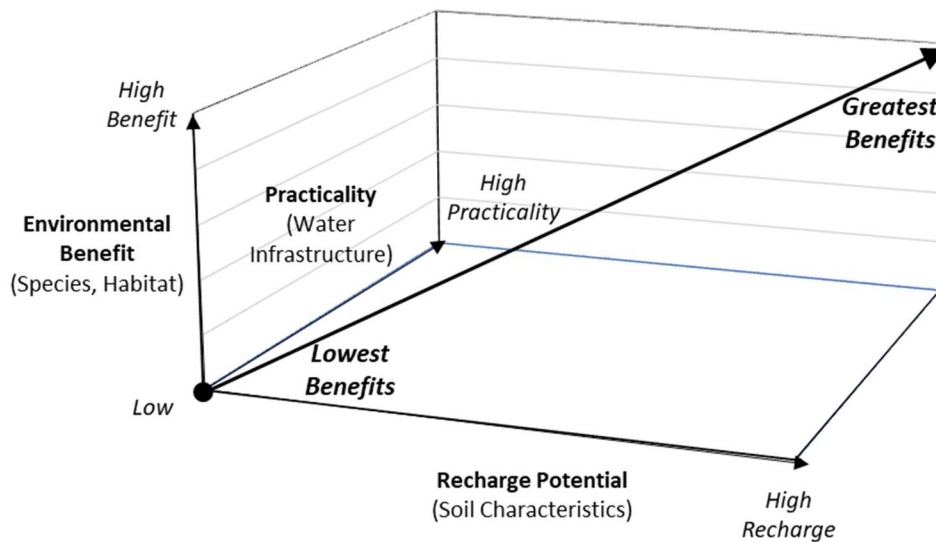 High
Benefit
Greatest
Benefits
Practicality
(Water
Infrastructure)
High
Practicality
Environmental
Benefit
(Species, Habitat)
Lowest
Benefits
Low
Recharge Potential
(Soil Characteristics)
High
Recharge